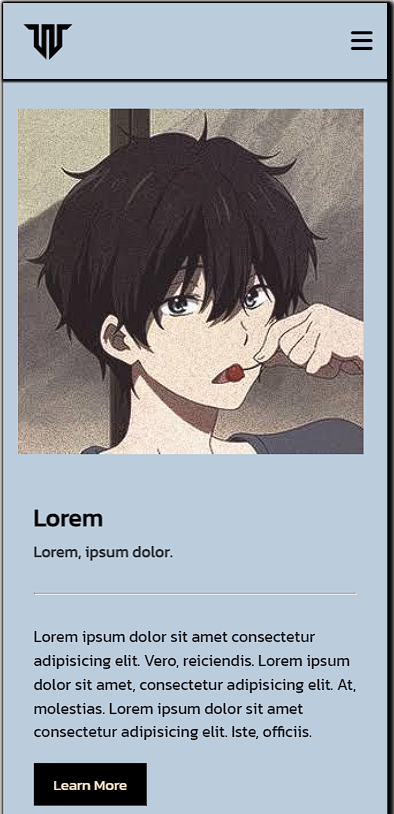 Lorem
Lorem, ipsum dolor.
Lorem ipsum dolor sit amet consectetur
adipisicing elit. Vero, reiciendis. Lorem ipsum
dolor sit amet, consectetur adipisicing elit. At,
molestias. Lorem ipsum dolor sit amet
consectetur adipisicing elit. Iste, officiis.
Learn More